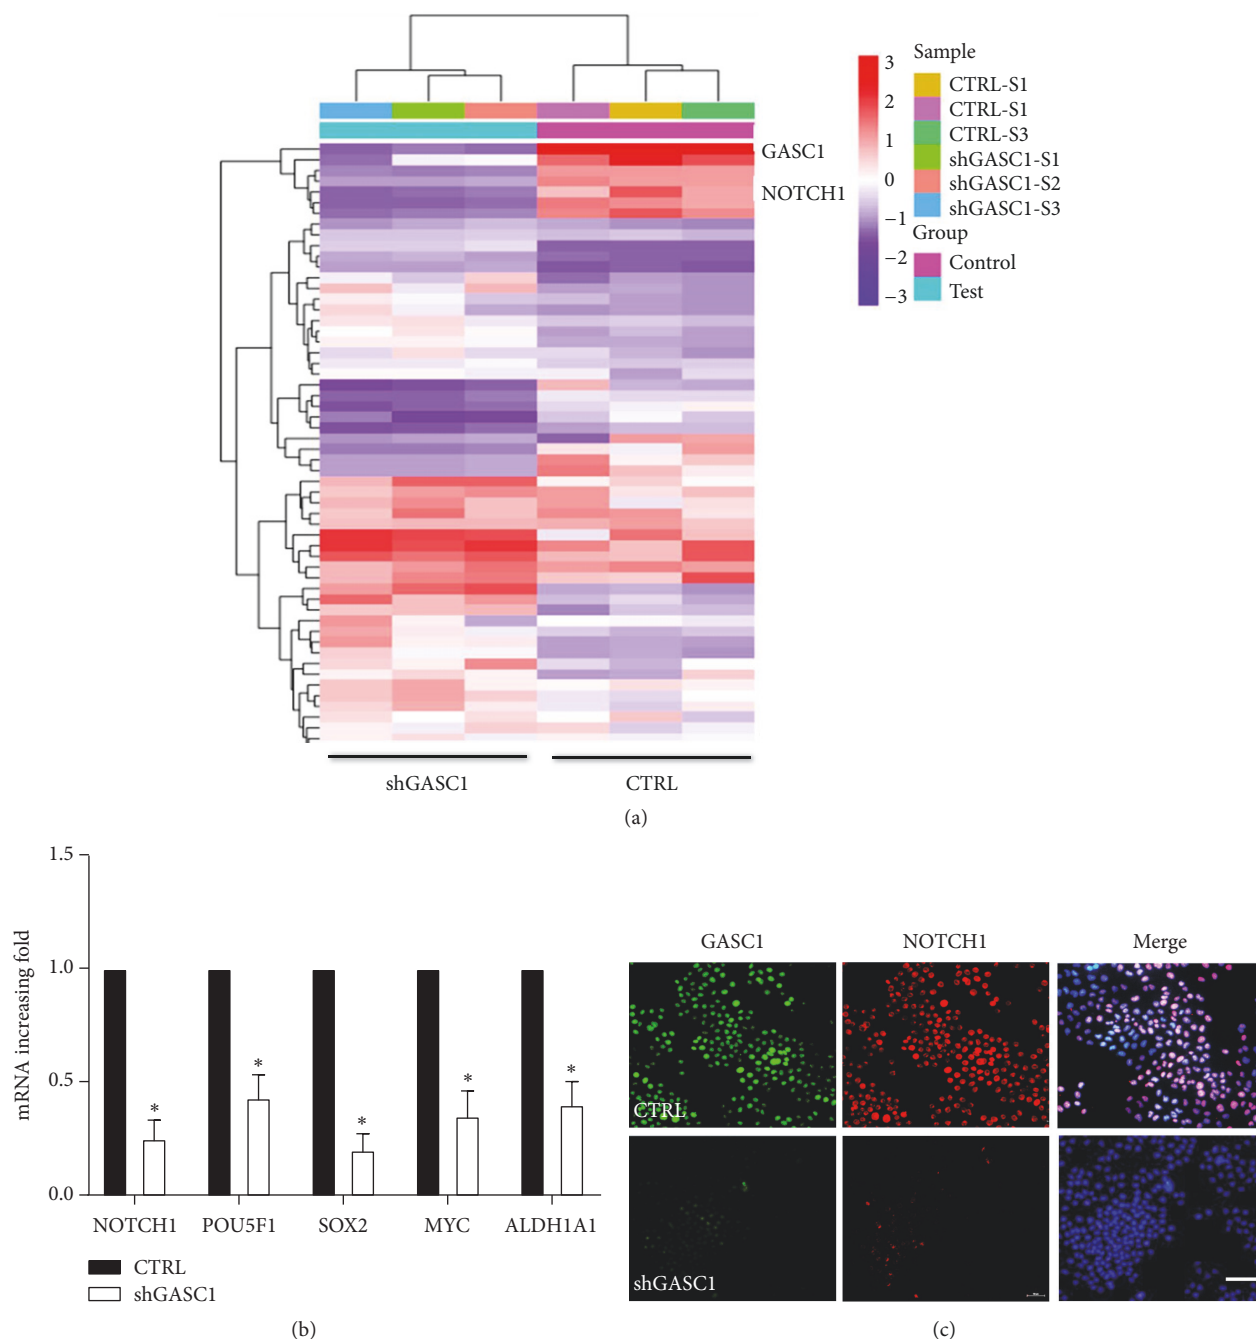 Sample
CTRL-S1
CTRL-S1
CTRL-S3
shGASC1-S1
shGASC1-S2
shGASC1-S3
Group
Control
Test
3
2
1
0
−1
−2
−3
GASC1
NOTCH1
shGASC1
CTRL
(a)
mRNA increasing fold
1.5
1.0
0.5
0.0
*
*
*
*
*
NOTCH1
POU5F1
SOX2
MYC
ALDH1A1
CTRL
shGASC1
(b)
GASC1
NOTCH1
Merge
CTRL
shGASC1
(c)